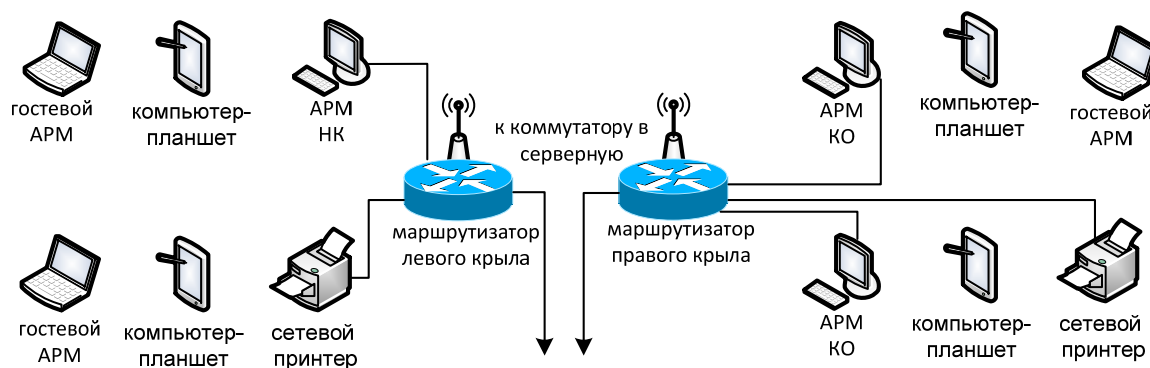 гостевой
АРМ
компьютер-
планшет
АРМ
НК
к коммутатору в
серверную
АРМ
КО
компьютер-
планшет
гостевой
АРМ
маршрутизатор
левого крыла
маршрутизатор
правого крыла
гостевой
АРМ
компьютер-
планшет
сетевой
принтер
АРМ
КО
компьютер-
планшет
сетевой
принтер